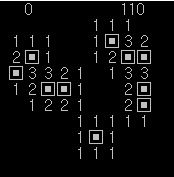 0 110
1 1 1
1 1 1 1 ▣ 3 2
2 ▣ 1 1 2 ▣ ▣
▣ 3 3 2 1 1 3 3
1 2 ▣ ▣ 1 2 ▣
1 2 2 1 2 ▣
1 1 1 1 1
1 ▣ 1
1 1 1